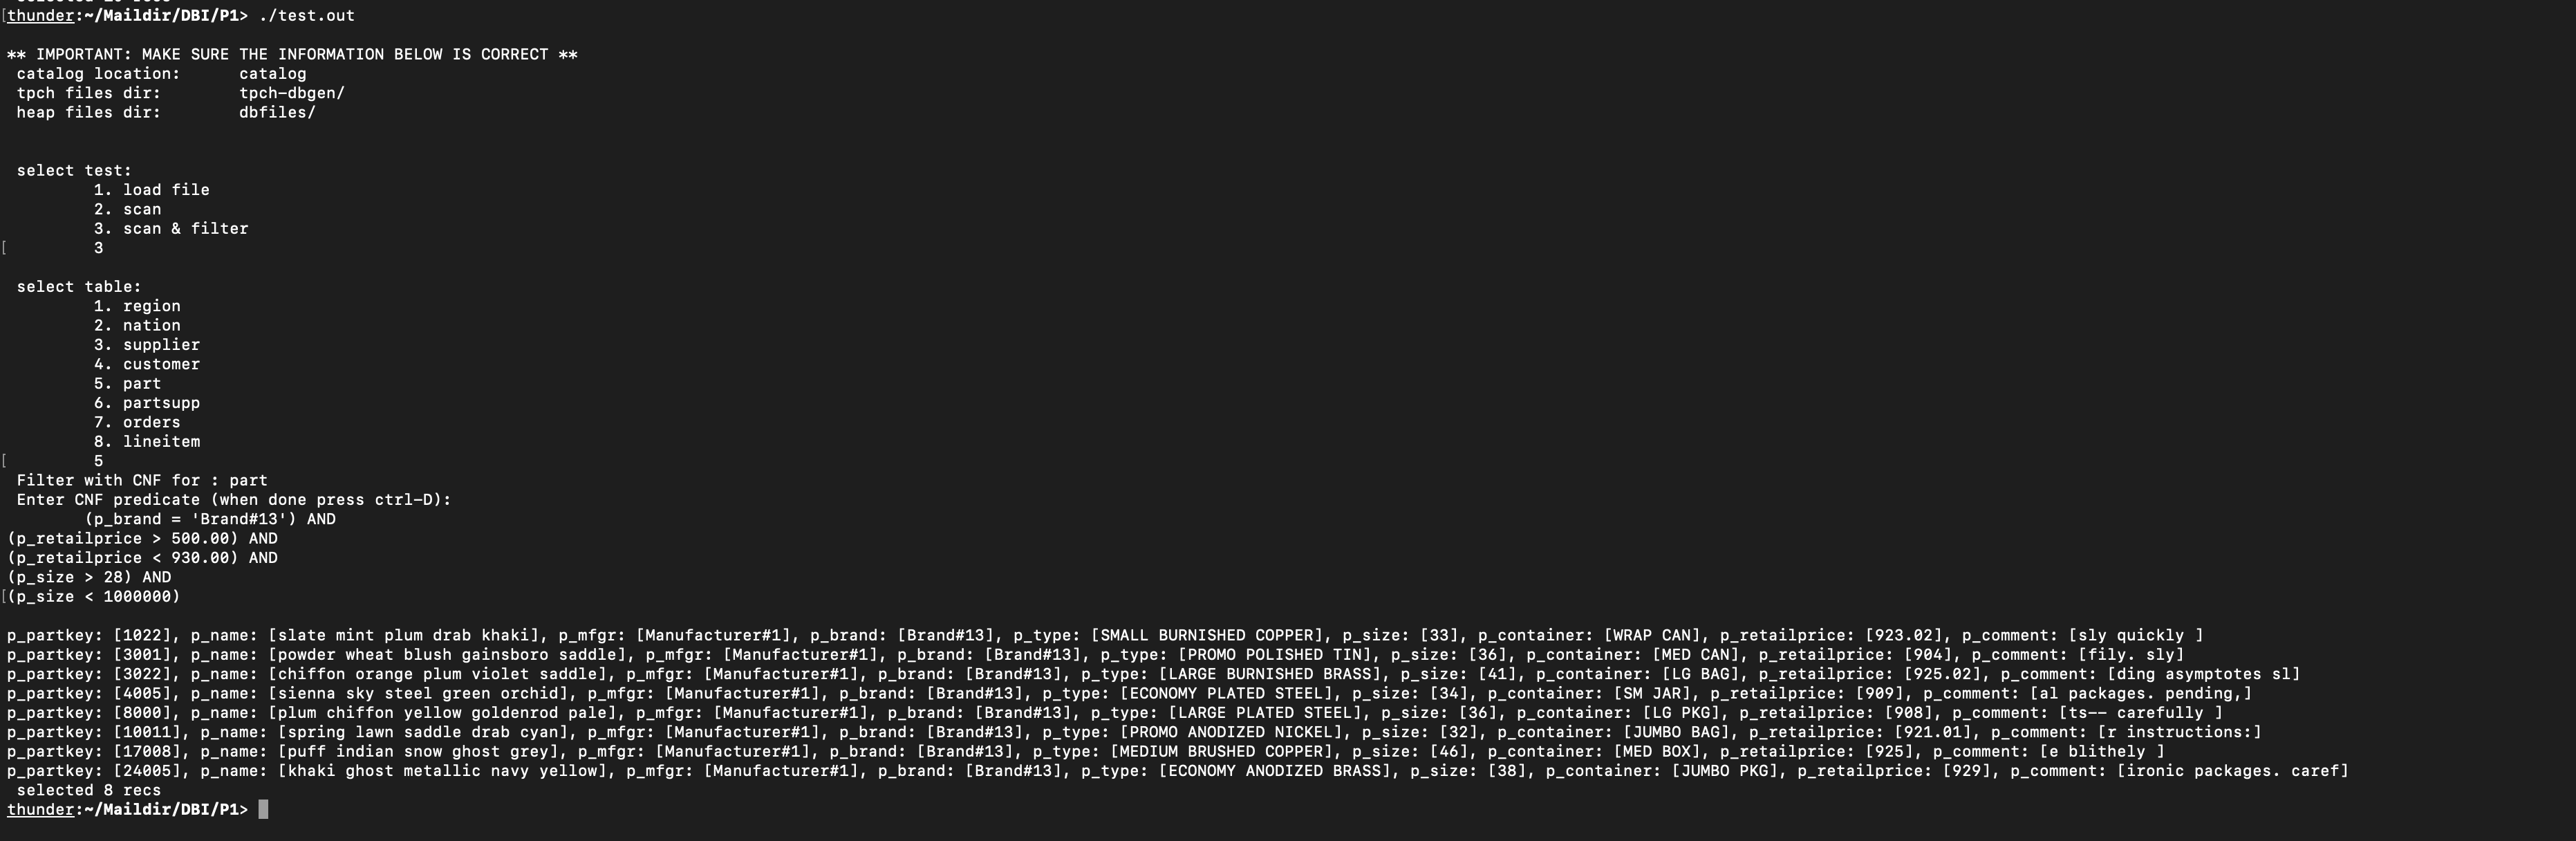 [thunder:~/Maildir/DBI/P1> ./test.out
** IMPORTANT: MAKE SURE THE INFORMATION BELOW IS CORRECT **
catalog location: catalog
tpch files dir: tpch-dbgen/
heap files dir: dbfiles/
select test:
1. load file
2. scan
3. scan & filter
[ 3
select table:
1. region
2. nation
3. supplier
4. customer
5. part
6. partsupp
7. orders
8. lineitem
[ 5
Filter with CNF for : part
Enter CNF predicate (when done press ctrl-D):
(p_brand = 'Brand#13') AND
(p_retailprice > 500.00) AND
(p_retailprice < 930.00) AND
(p_size > 28) AND
[(p_size < 1000000)
p_partkey: [1022], p_name: [slate mint plum drab khaki], p_mfgr: [Manufacturer#1], p_brand: [Brand#13], p_type: [SMALL BURNISHED COPPER], p_size: [33], p_container: [WRAP CAN], p_retailprice: [923.02], p_comment: [sly quickly ]
p_partkey: [3001], p_name: [powder wheat blush gainsboro saddle], p_mfgr: [Manufacturer#1], p_brand: [Brand#13], p_type: [PROMO POLISHED TIN], p_size: [36], p_container: [MED CAN], p_retailprice: [904], p_comment: [fily. sly]
p_partkey: [3022], p_name: [chiffon orange plum violet saddle], p_mfgr: [Manufacturer#1], p_brand: [Brand#13], p_type: [LARGE BURNISHED BRASS], p_size: [41], p_container: [LG BAG], p_retailprice: [925.02], p_comment: [ding asymptotes sl]
p_partkey: [4005], p_name: [sienna sky steel green orchid], p_mfgr: [Manufacturer#1], p_brand: [Brand#13], p_type: [ECONOMY PLATED STEEL], p_size: [34], p_container: [SM JAR], p_retailprice: [909], p_comment: [al packages. pending,]
p_partkey: [8000], p_name: [plum chiffon yellow goldenrod pale], p_mfgr: [Manufacturer#1], p_brand: [Brand#13], p_type: [LARGE PLATED STEEL], p_size: [36], p_container: [LG PKG], p_retailprice: [908], p_comment: [ts-- carefully ]
p_partkey: [10011], p_name: [spring lawn saddle drab cyan], p_mfgr: [Manufacturer#1], p_brand: [Brand#13], p_type: [PROMO ANODIZED NICKEL], p_size: [32], p_container: [JUMBO BAG], p_retailprice: [921.01], p_comment: [r instructions:]
p_partkey: [17008], p_name: [puff indian snow ghost grey], p_mfgr: [Manufacturer#1], p_brand: [Brand#13], p_type: [MEDIUM BRUSHED COPPER], p_size: [46], p_container: [MED BOX], p_retailprice: [925], p_comment: [e blithely ]
p_partkey: [24005], p_name: [khaki ghost metallic navy yellow], p_mfgr: [Manufacturer#1], p_brand: [Brand#13], p_type: [ECONOMY ANODIZED BRASS], p_size: [38], p_container: [JUMBO PKG], p_retailprice: [929], p_comment: [ironic packages. caref]
selected 8 recs
thunder:~/Maildir/DBI/P1>